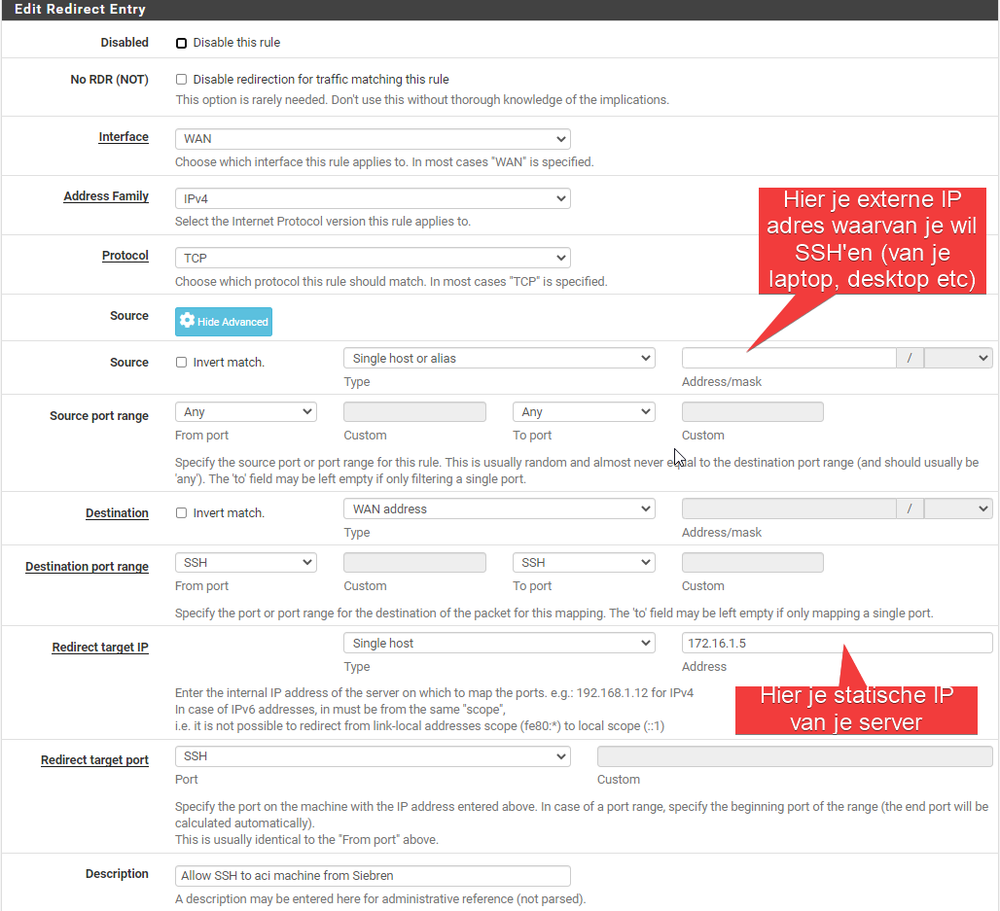 Edit Redirect Entry
Disabled
Disable this rule
No RDR (NOT)
Disable redirection for traffic matching this rule
This option is rarely needed. Don't use this without thorough knowledge of the implications.
Interface
WAN
Choose which interface this rule applies to. In most cases "WAN" is specified.
Address Family
IPv4
Select the Internet Protocol version this rule applies to.
Hier je externe IP
adres waarvan je wil
SSH'en (van je
laptop, desktop etc)
Protocol
TCP
Choose which protocol this rule should match. In most cases "TCP" is specified.
Source
Hide Advanced
Source
Invert match.
Single host or alias
/
Type
Address/mask
Source port range
Any
Any
From port
Custom
To port
Custom
Specify the source port or port range for this rule. This is usually random and almost never equal to the destination port range (and should usually be
'any'). The 'to' field may be left empty if only filtering a single port.
Destination
Invert match.
WAN address
/
Type
Address/mask
Destination port range
SSH
SSH
From port
Custom
To port
Custom
Specify the port or port range for the destination of the packet for this mapping. The 'to' field may be left empty if only mapping a single port.
Redirect target IP
Single host
172.16.1.5
Type
Address
Enter the internal IP address of the server on which to map the ports. e.g.: 192.168.1.12 for IPv4
In case of IPv6 addresses, in must be from the same "scope",
i.e. it is not possible to redirect from link-local addresses scope (fe80:*) to local scope (::1)
Hier je statische IP
van je server
Redirect target port
SSH
Port
Custom
Specify the port on the machine with the IP address entered above. In case of a port range, specify the beginning port of the range (the end port will be
calculated automatically).
This is usually identical to the "From port" above.
Description
Allow SSH to aci machine from Siebren
A description may be entered here for administrative reference (not parsed).